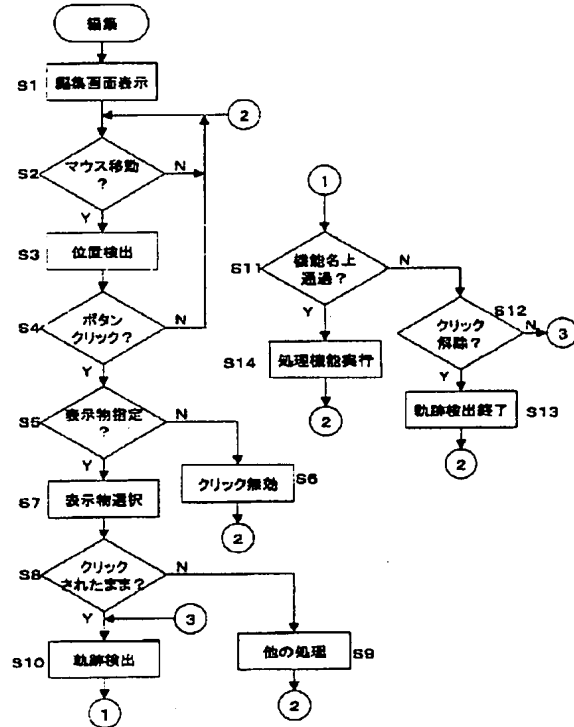 編集
S1
編集画面表示
2
S2
マウス移動
?
N
Y
S3
位置検出
S4
ボタン
クリック?
N
Y
S5
表示物指定
?
N
Y
S7
表示物選択
クリック無効
S6
2
S8
クリック
されたまま?
N
Y
3
S10
軌跡検出
他の処理
S9
1
2
1
S11
機能名上
通過?
N
Y
S12
クリック
解除?
N
3
Y
S14
処理機能実行
2
軌跡検出終了
S13
2